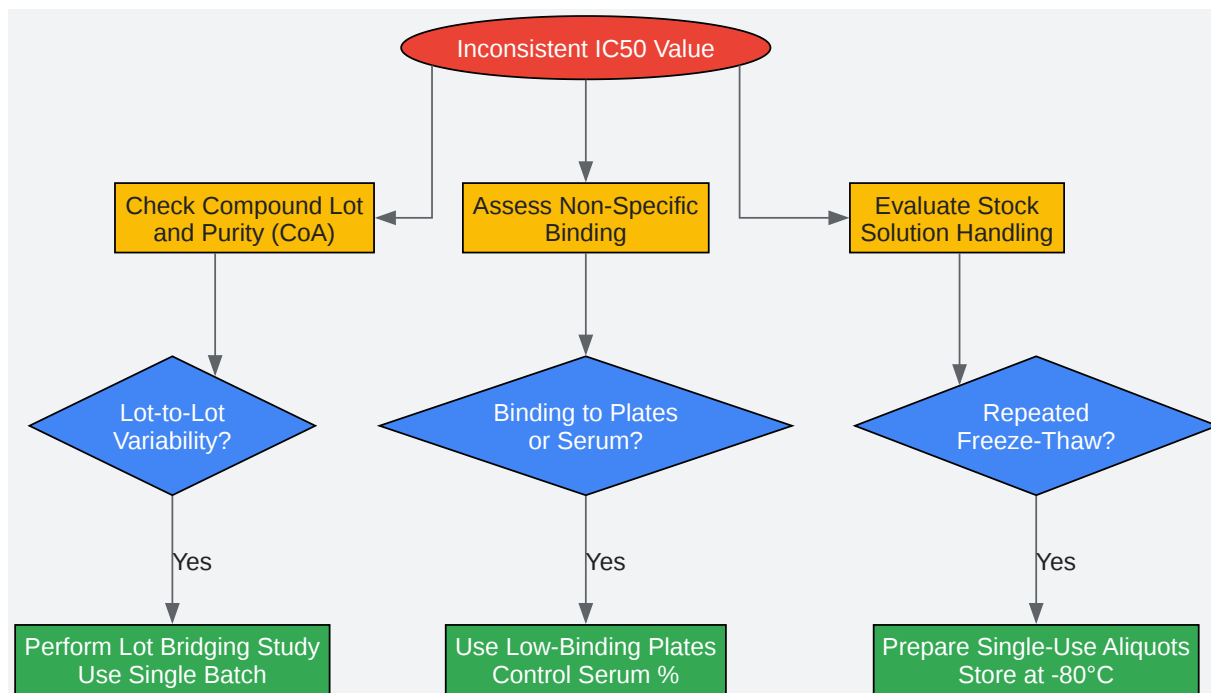 Inconsistent IC50 Value
Check Compound Lot
and Purity (CoA)
Assess Non-Specific
Binding
Evaluate Stock
Solution Handling
Lot-to-Lot
Variability?
Binding to Plates
or Serum?
Repeated
Freeze-Thaw?
Yes
Yes
Yes
Perform Lot Bridging Study
Use Single Batch
Use Low-Binding Plates
Control Serum %
Prepare Single-Use Aliquots
Store at -80°C